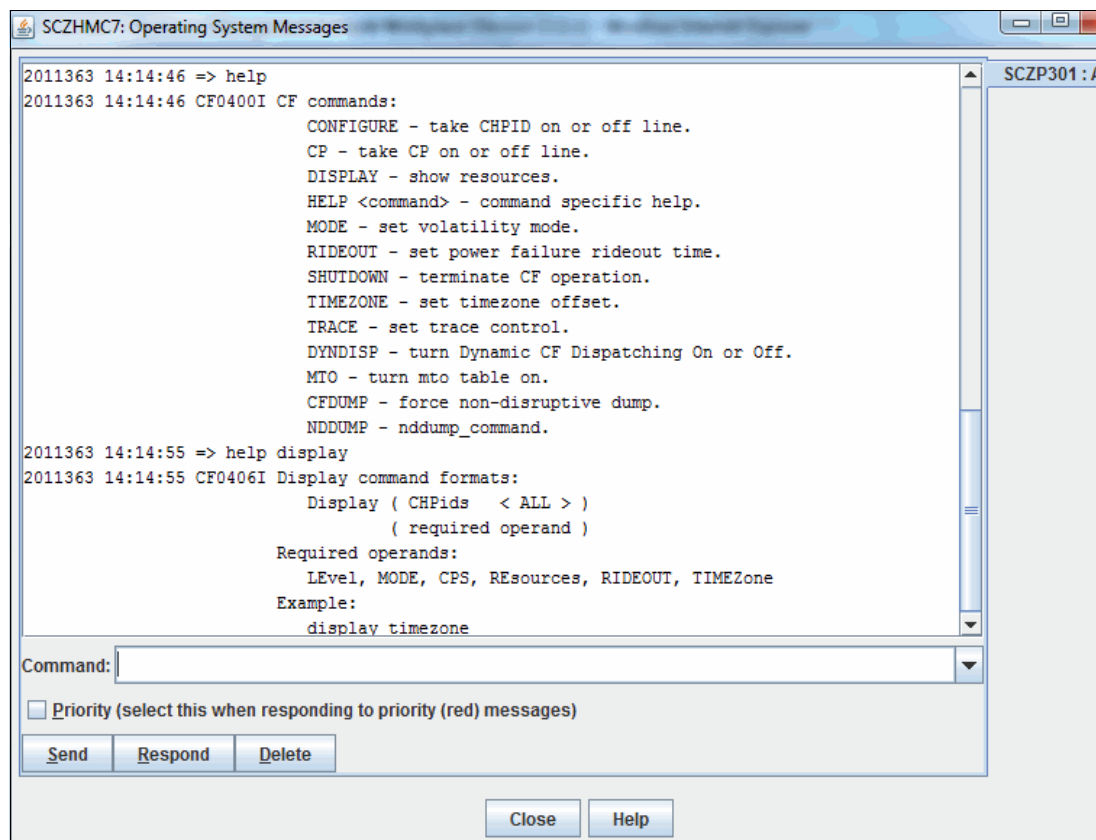 SCZHMC7: Operating System Messages
SCZP301 : A
2011363 14:14:46 => help
2011363 14:14:46 CF0400I CF commands:
CONFIGURE - take CHPID on or off line.
CP - take CP on or off line.
DISPLAY - show resources.
HELP <command> - command specific help.
MODE - set volatility mode.
RIDEOUT - set power failure rideout time.
SHUTDOWN - terminate CF operation.
TIMEZONE - set timezone offset.
TRACE - set trace control.
DYNDISP - turn Dynamic CF Dispatching On or Off.
MTO - turn mto table on.
CFDUMP - force non-disruptive dump.
NDDUMP - nddump_command.
2011363 14:14:55 => help display
2011363 14:14:55 CF0406I Display command formats:
Display ( CHPids < ALL > )
( required operand )
Required operands:
LEvel, MODE, CPS, REsources, RIDEOUT, TIMEZone
Example:
display timezone
Command:
Priority (select this when responding to priority (red) messages)
Send Respond Delete
Close Help